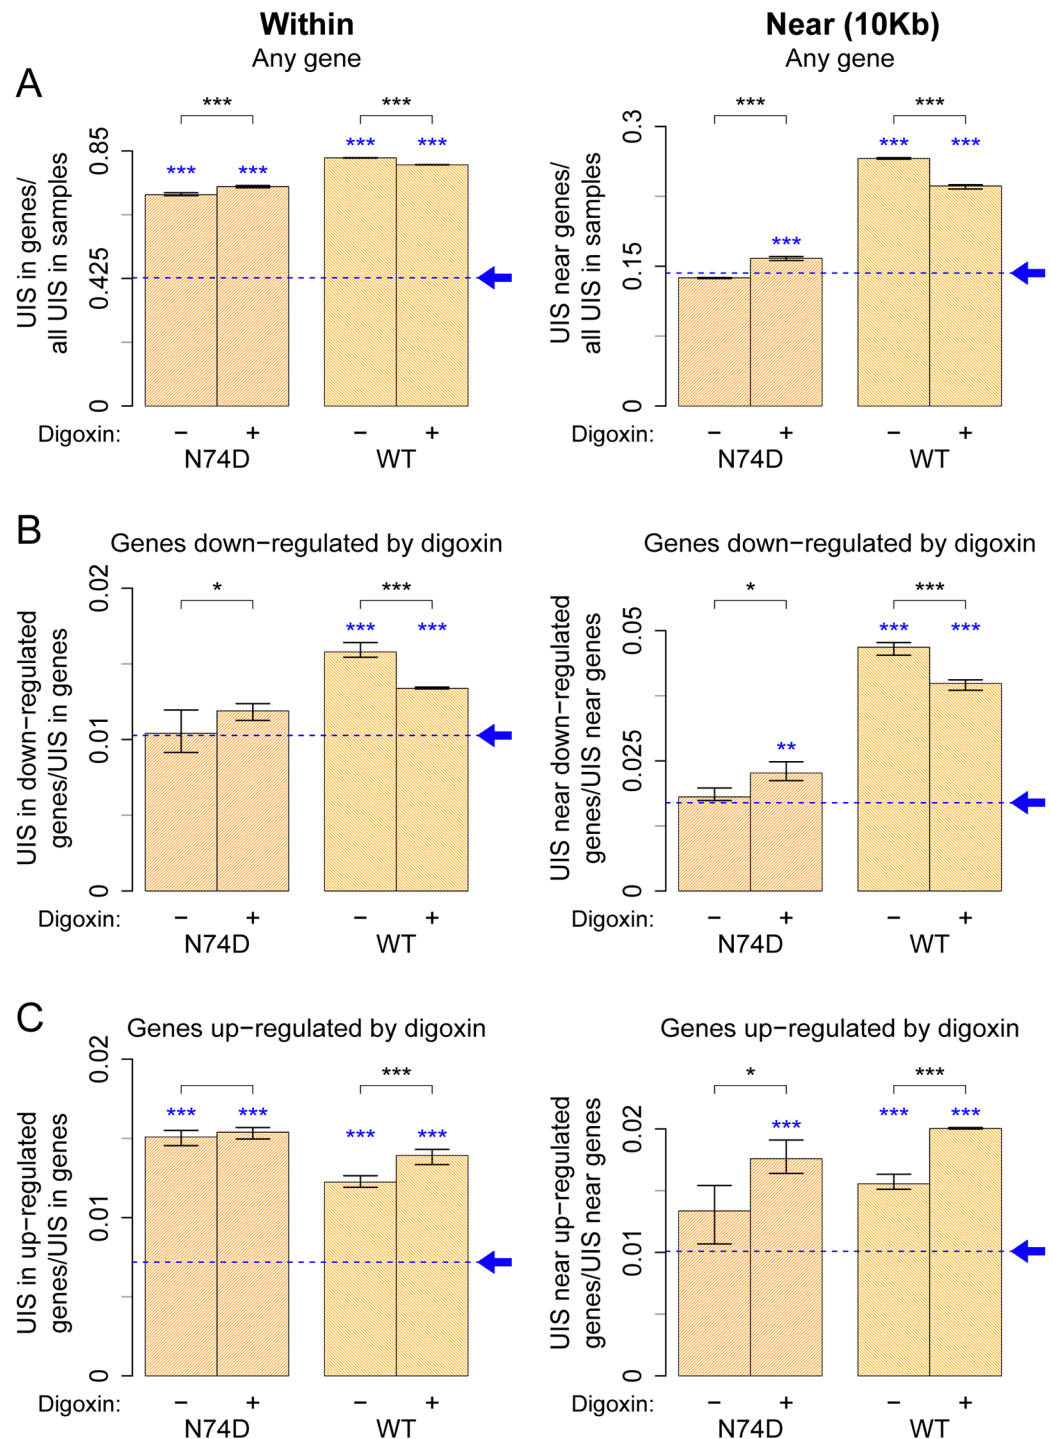 Within
Any gene
Near (10Kb)
Any gene
A
UIS in genes/
all UIS in samples
0.85
0.425
0
***
***
***
***
***
***
Digoxin:
− + − +
N74D WT
UIS near genes/
all UIS in samples
0.3
0.15
0
***
***
***
***
***
Digoxin:
− + − +
N74D WT
B
Genes down−regulated by digoxin
UIS in down−regulated
genes/UIS in genes
0.02
0.01
0
*
***
***
***
Digoxin:
− + − +
N74D WT
Genes down−regulated by digoxin
UIS near down−regulated
genes/UIS near genes
0.05
0.025
0
*
***
**
***
***
Digoxin:
− + − +
N74D WT
C
Genes up−regulated by digoxin
UIS in up−regulated
genes/UIS in genes
0.02
0.01
0
***
***
***
***
***
Digoxin:
− + − +
N74D WT
Genes up−regulated by digoxin
UIS near up−regulated
genes/UIS near genes
0.02
0.01
0
*
***
***
***
***
Digoxin:
− + − +
N74D WT